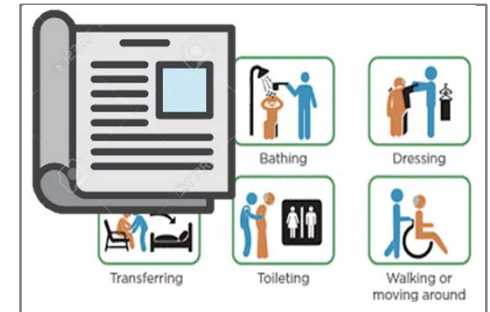 Bathing
Dressing
Transferring
Toileting
Walking or
moving around